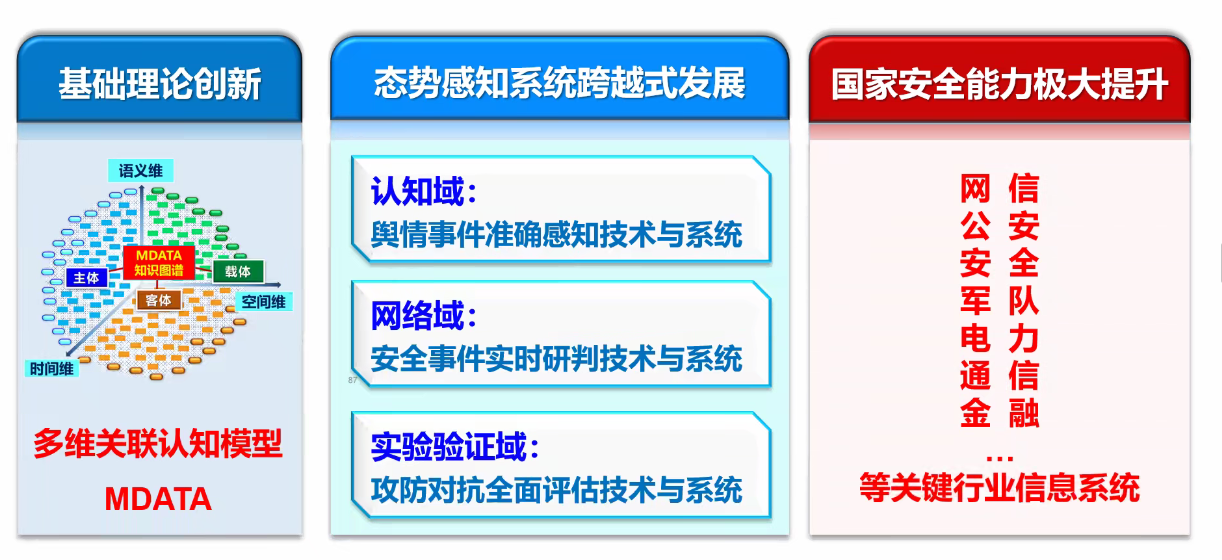 基础理论创新
语义维
MDATA
知识图谱
主体
载体
客体
空间维
时间维
多维关联认知模型
MDATA
态势感知系统跨越式发展
认知域：
舆情事件准确感知技术与系统
网络域：
安全事件实时研判技术与系统
87
实验验证域：
攻防对抗全面评估技术与系统
国家安全能力极大提升
网 信
公 安
安 全
军 队
电 力
通 信
金 融
…
等关键行业信息系统